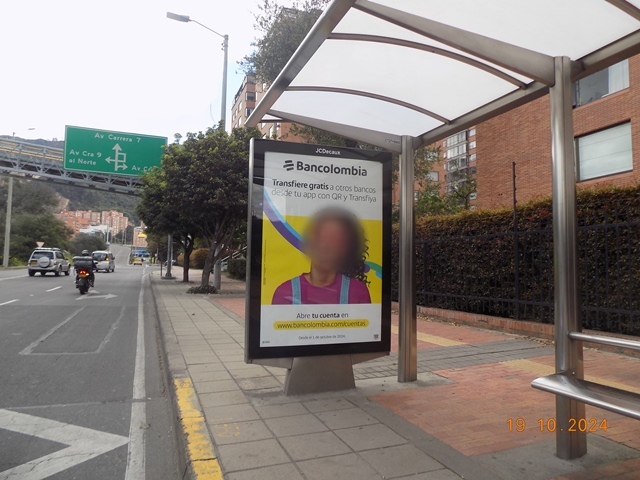 Av Carrera 7
Av Cra 9
al Norte
JCDecaux
Bancolombia
Transfiere gratis a otros bancos
desde tu app con QR y Transfiya
Abre tu cuenta en
www.bancolombia.com/cuentas
19.10.2024